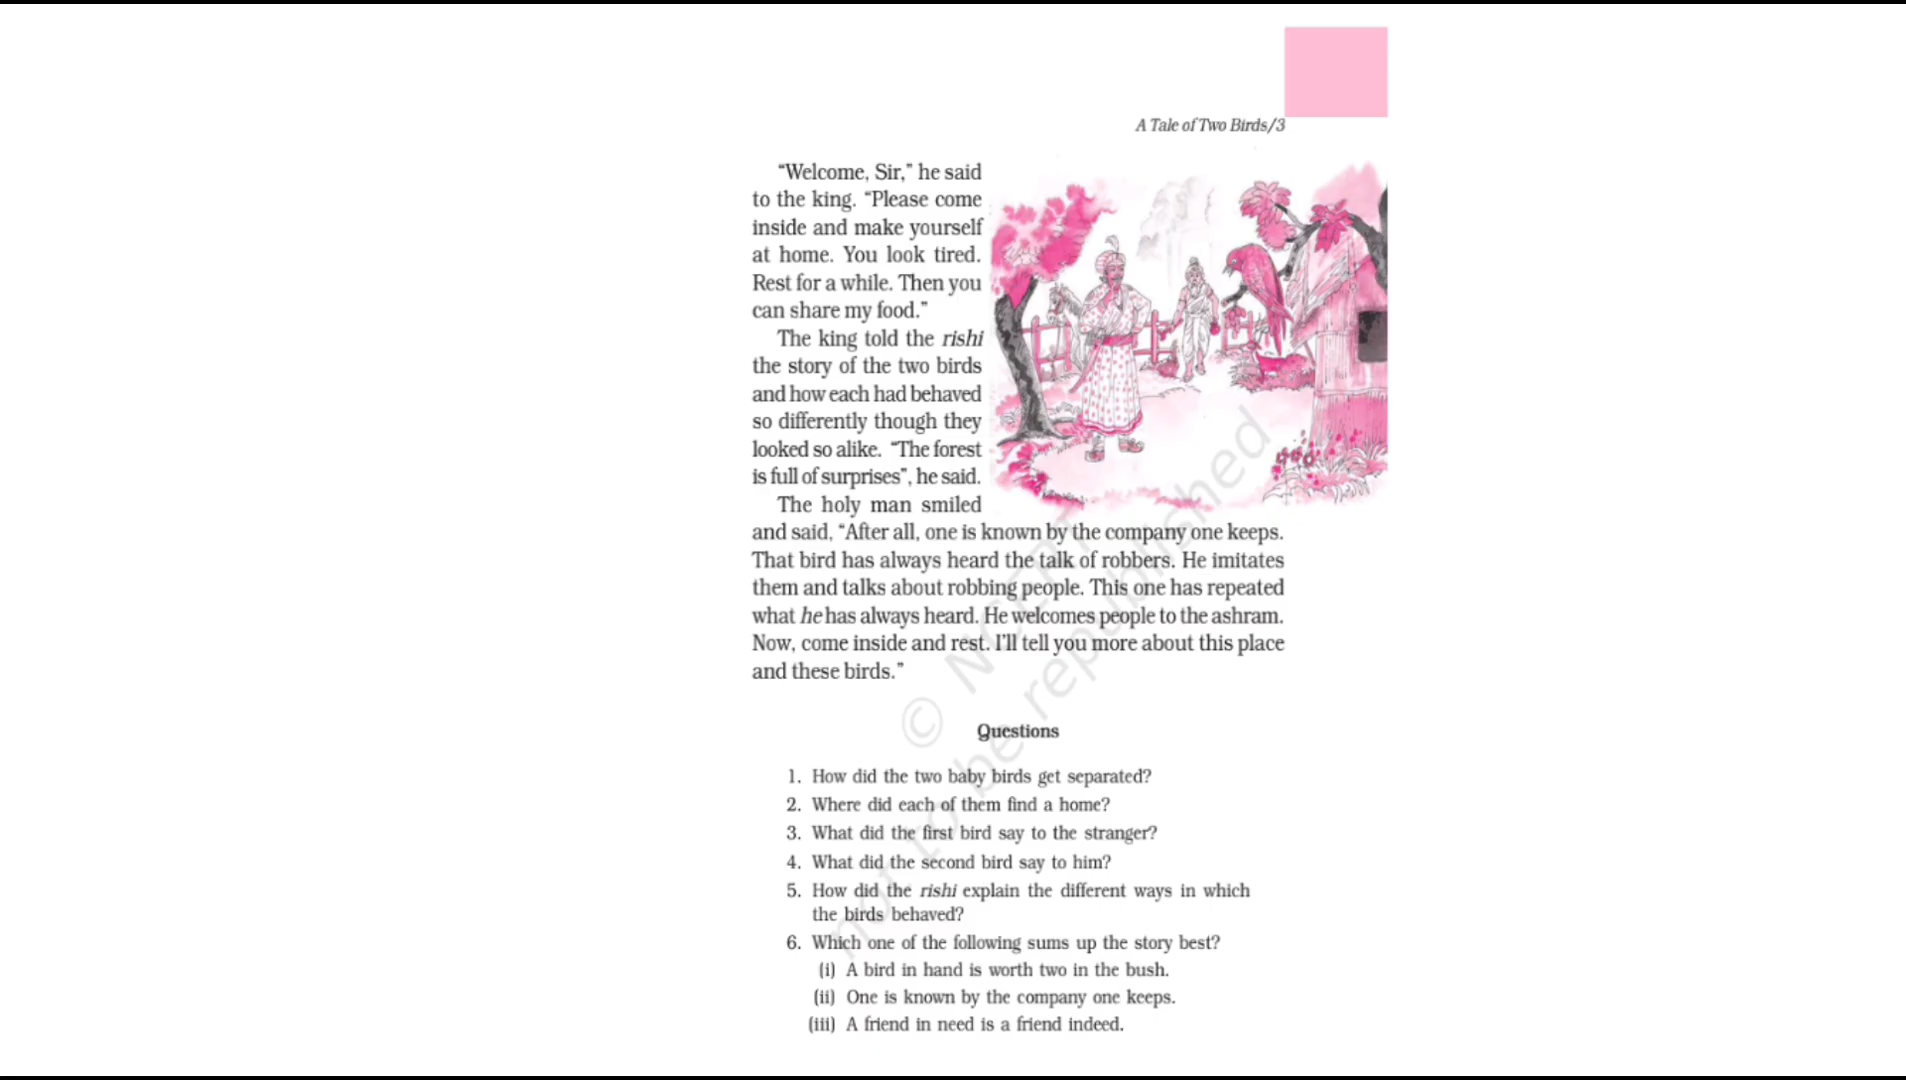 A Tale of Two Birds/3
“Welcome, Sir,” he said
to the king. “Please come
inside and make yourself
at home. You look tired.
Rest for a while. Then you
can share my food.”
The king told the rishi
the story of the two birds
and how each had behaved
so differently though they
looked so alike. “The forest
is full of surprises”, he said.
The holy man smiled
and said, “After all, one is known by the company one keeps.
That bird has always heard the talk of robbers. He imitates
them and talks about robbing people. This one has repeated
what he has always heard. He welcomes people to the ashram.
Now, come inside and rest. I’ll tell you more about this place
and these birds.”
Questions
1. How did the two baby birds get separated?
2. Where did each of them find a home?
3. What did the first bird say to the stranger?
4. What did the second bird say to him?
5. How did the rishi explain the different ways in which
the birds behaved?
6. Which one of the following sums up the story best?
(i) A bird in hand is worth two in the bush.
(ii) One is known by the company one keeps.
(iii) A friend in need is a friend indeed.
© NCERT
not to be republished